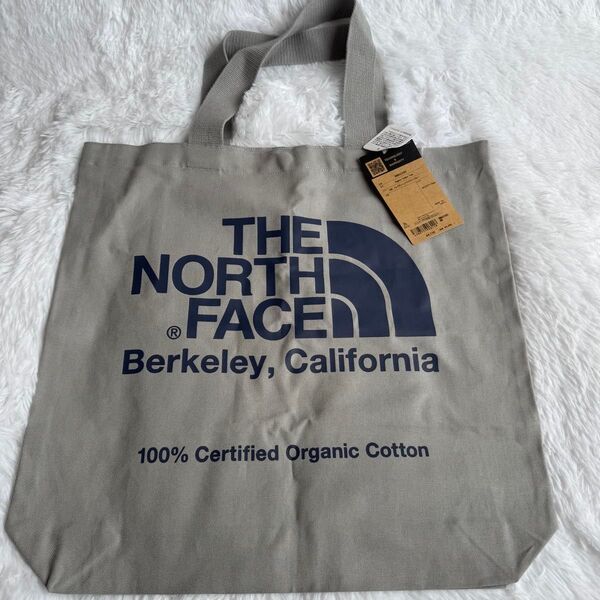 THE
NORTH
® FACE
Berkeley, California
100% Certified Organic Cotton